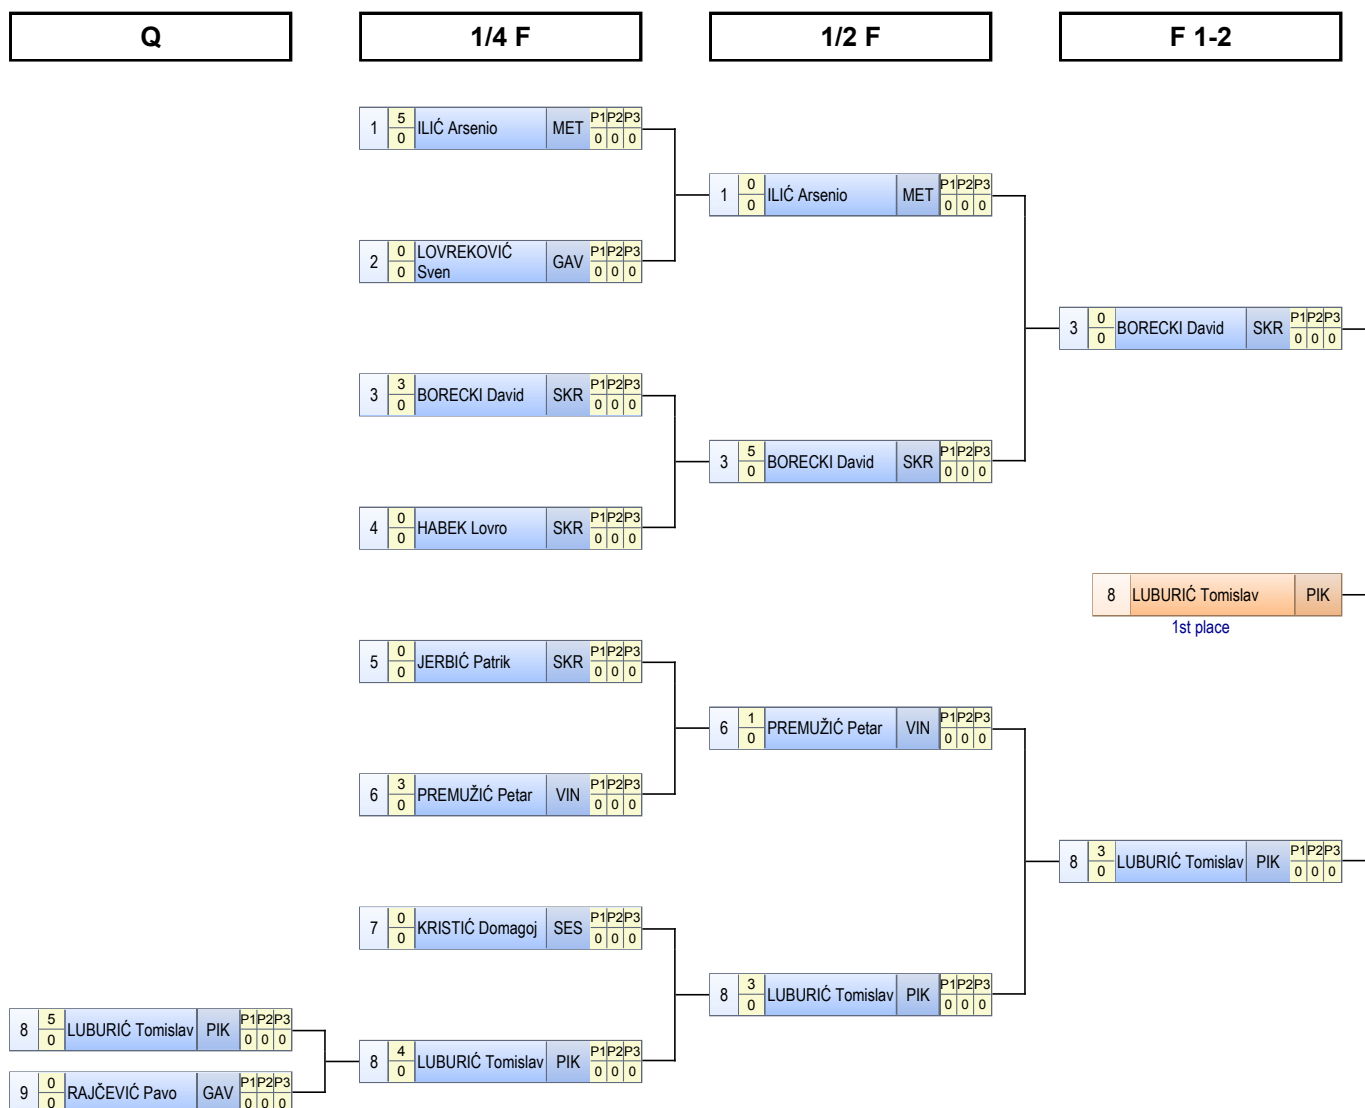 Q 1/4 F 1/2 F F 1-2
1 5 ILIĆ Arsenio MET P1 P2 P3
0 0 0 0
1 0 ILIĆ Arsenio MET P1 P2 P3
0 0 0 0
2 0 LOVREKOVIĆ GAV P1 P2 P3
0 Sven 0 0 0
3 0 BORECKI David SKR P1 P2 P3
0 0 0 0
3 3 BORECKI David SKR P1 P2 P3
0 0 0 0
3 5 BORECKI David SKR P1 P2 P3
0 0 0 0
4 0 HABEK Lovro SKR P1 P2 P3
0 0 0 0
8 LUBURIĆ Tomislav PIK
1st place
5 0 JERBIĆ Patrik SKR P1 P2 P3
0 0 0 0
6 1 PREMUŽIĆ Petar VIN P1 P2 P3
0 0 0 0
6 3 PREMUŽIĆ Petar VIN P1 P2 P3
0 0 0 0
8 3 LUBURIĆ Tomislav PIK P1 P2 P3
0 0 0 0
7 0 KRISTIĆ Domagoj SES P1 P2 P3
0 0 0 0
8 3 LUBURIĆ Tomislav PIK P1 P2 P3
0 0 0 0
8 5 LUBURIĆ Tomislav PIK P1 P2 P3
0 0 0 0
8 4 LUBURIĆ Tomislav PIK P1 P2 P3
0 0 0 0
9 0 RAJČEVIĆ Pavo GAV P1 P2 P3
0 0 0 0